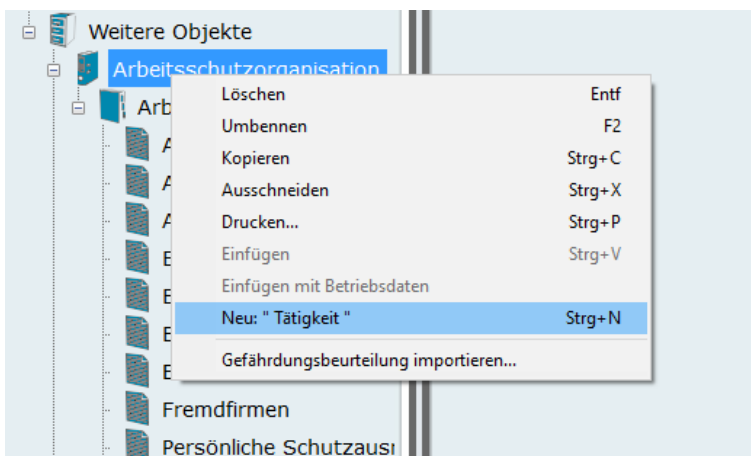 Weitere Objekte
Arbeitsschutzorganisation
Löschen Entf
Umbennen F2
Kopieren Strg+C
Ausschneiden Strg+X
Drucken... Strg+P
Einfügen Strg+V
Einfügen mit Betriebsdaten
Neu: " Tätigkeit " Strg+N
Gefährdungsbeurteilung importieren...
Fremdfirmen
Persönliche